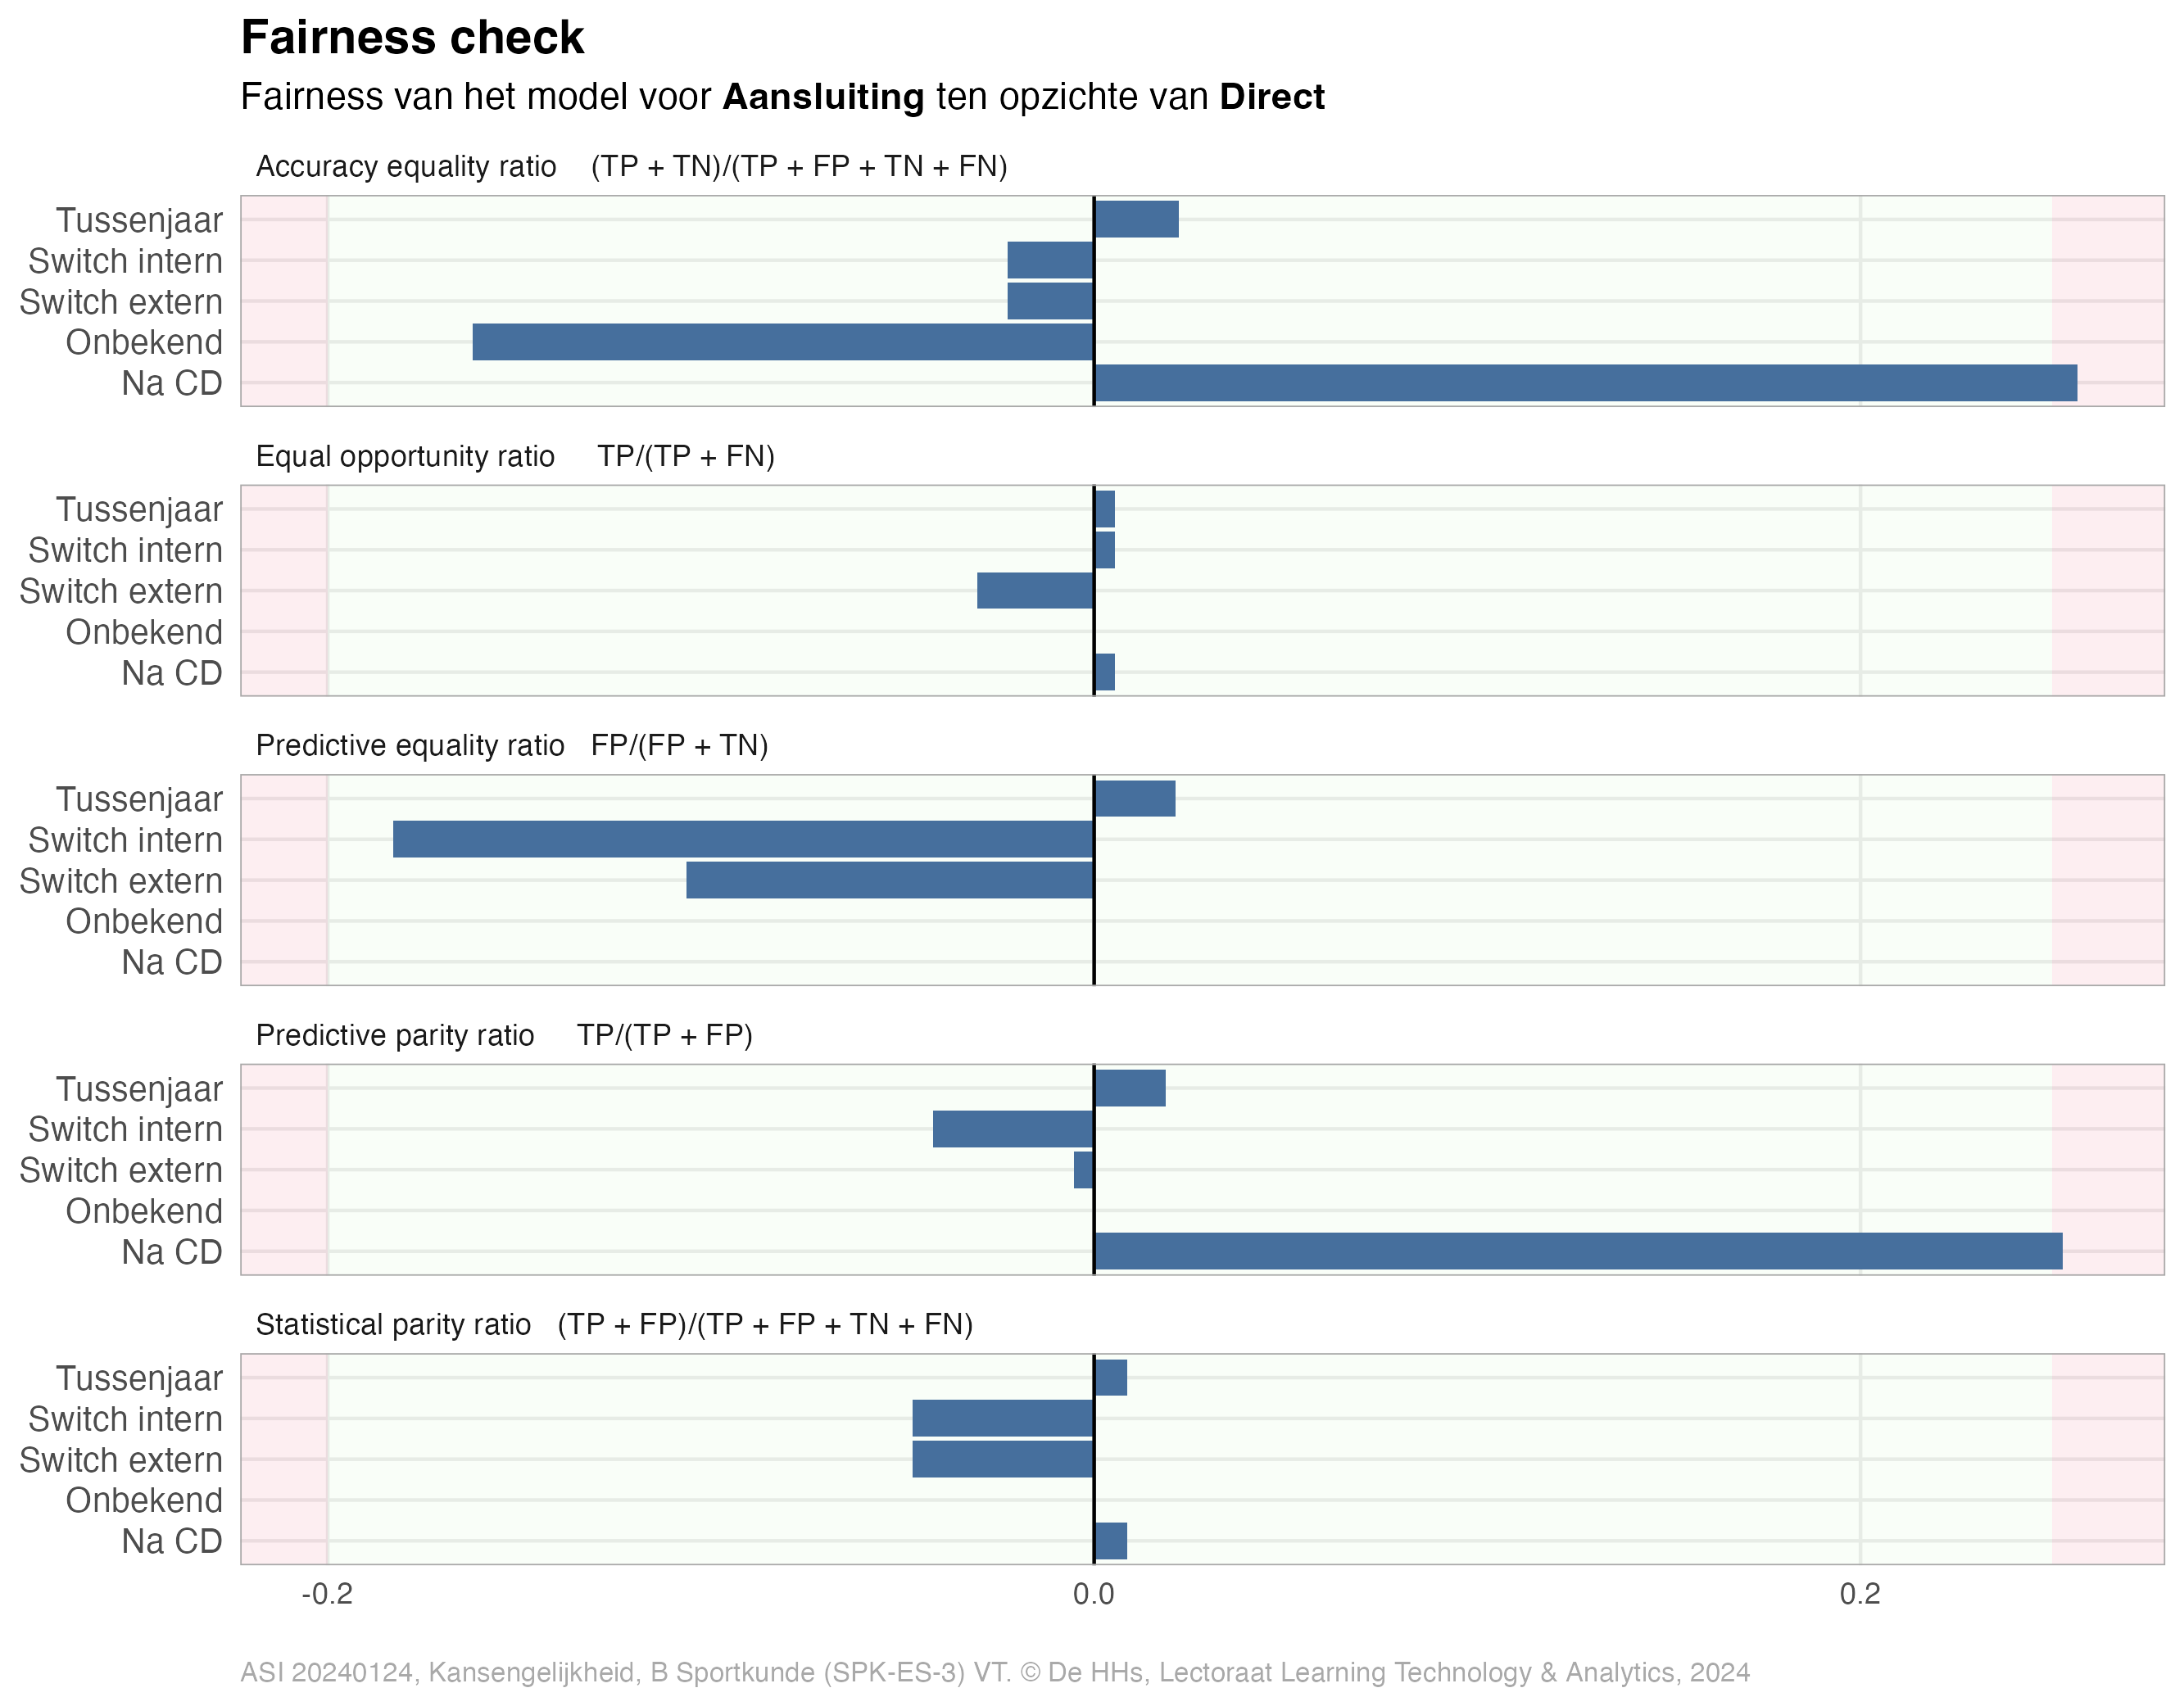 Fairness check
Fairness van het model voor Aansluiting ten opzichte van Direct
Accuracy equality ratio (TP + TN)/(TP + FP + TN + FN)
Tussenjaar
Switch intern
Switch extern
Onbekend
Na CD
Equal opportunity ratio TP/(TP + FN)
Tussenjaar
Switch intern
Switch extern
Onbekend
Na CD
Predictive equality ratio FP/(FP + TN)
Tussenjaar
Switch intern
Switch extern
Onbekend
Na CD
Predictive parity ratio TP/(TP + FP)
Tussenjaar
Switch intern
Switch extern
Onbekend
Na CD
Statistical parity ratio (TP + FP)/(TP + FP + TN + FN)
Tussenjaar
Switch intern
Switch extern
Onbekend
Na CD
-0.2 0.0 0.2
ASI 20240124, Kansengelijkheid, B Sportkunde (SPK-ES-3) VT. © De HHs, Lectoraat Learning Technology & Analytics, 2024